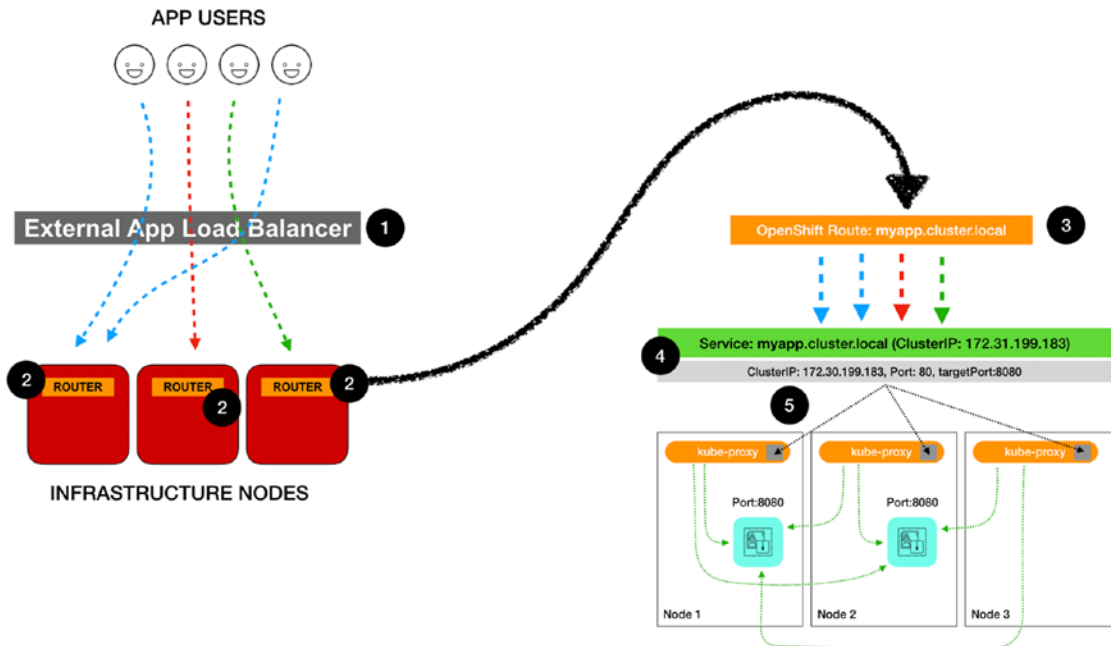 APP USERS
External App Load Balancer
1
2
ROUTER
ROUTER
2
ROUTER
2
INFRASTRUCTURE NODES
OpenShift Route: myapp.cluster.local
3
4
Service: myapp.cluster.local (ClusterIP: 172.31.199.183)
ClusterIP: 172.30.199.183, Port: 80, targetPort:8080
5
kube-proxy
kube-proxy
kube-proxy
Port:8080
Port:8080
Node 1
Node 2
Node 3